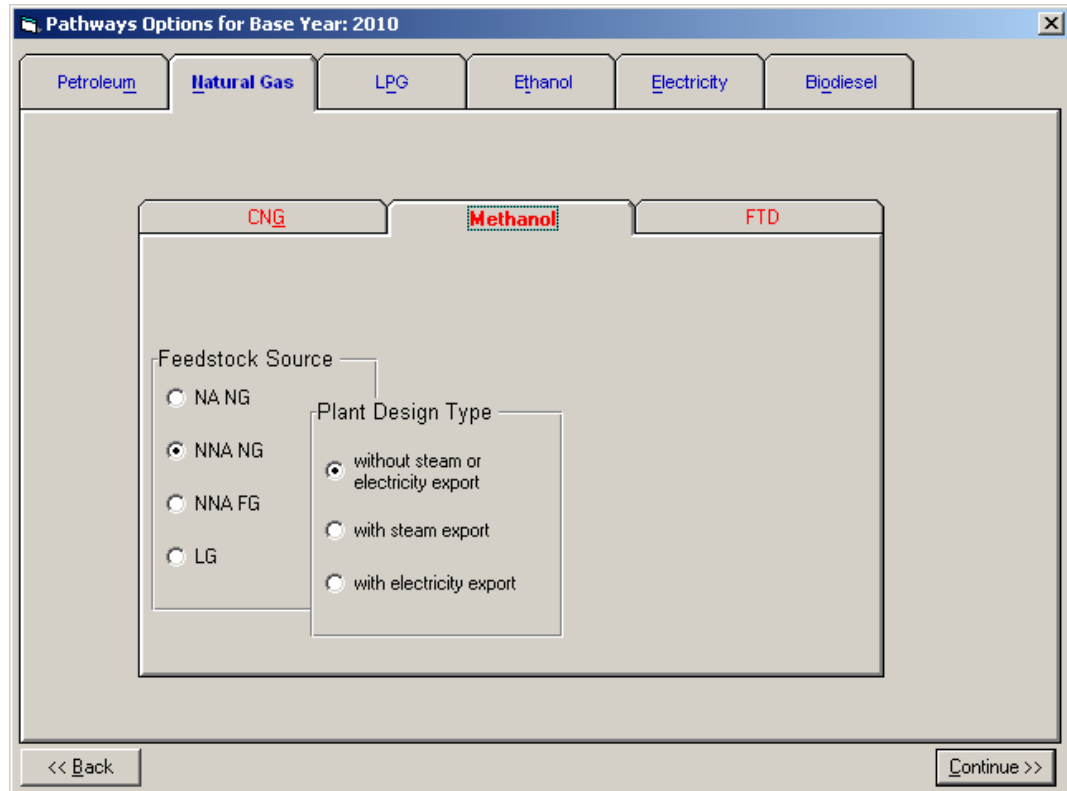 Pathways Options for Base Year: 2010
Petroleum
Natural Gas
LPG
Ethanol
Electricity
Biodiesel
CNG
Methanol
FTD
Feedstock Source
NA NG
NNA NG
NNA FG
LG
Plant Design Type
without steam or
electricity export
with steam export
with electricity export
<< Back
Continue >>